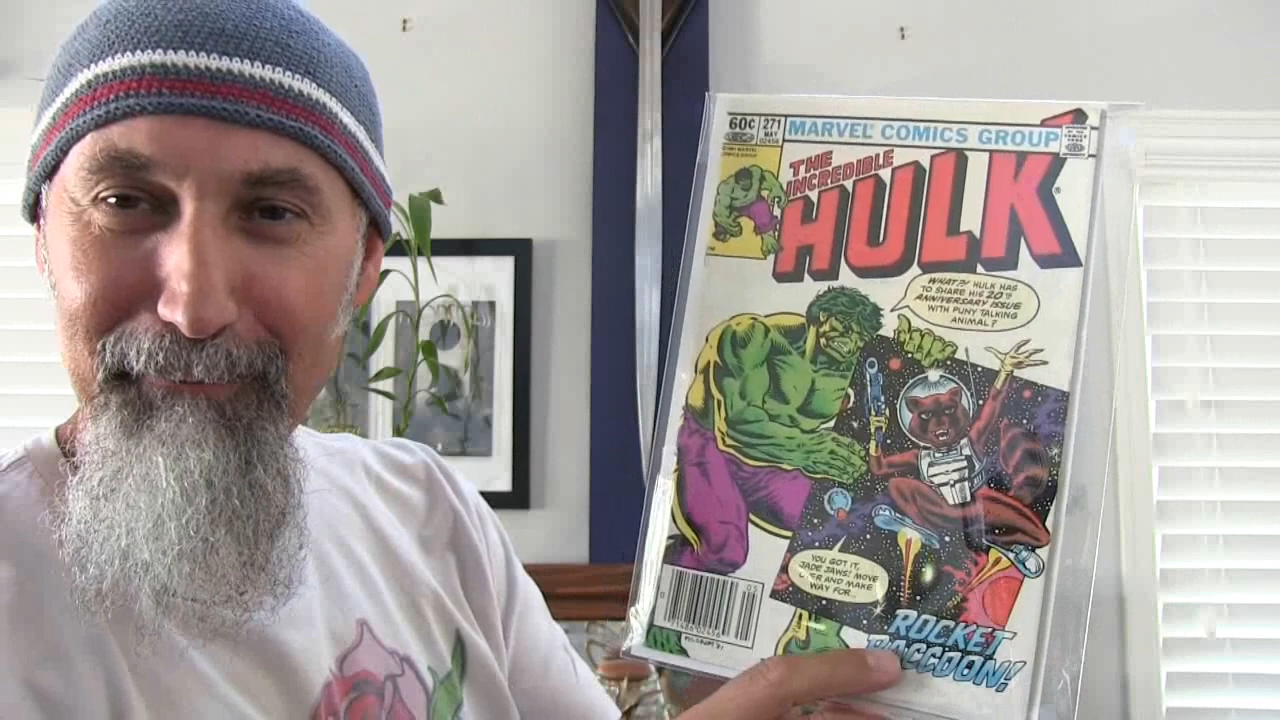 60¢
271
MAY
02456
MARVEL® COMICS GROUP
THE
INCREDIBLE
HULK®
WHAT?! HULK HAS
TO SHARE HIS 20TH
ANNIVERSARY ISSUE
WITH PUNY TALKING
ANIMAL?
YOU GOT IT,
JADE JAWS! MOVE
OVER AND MAKE
WAY FOR...
ROCKET
RACCOON!